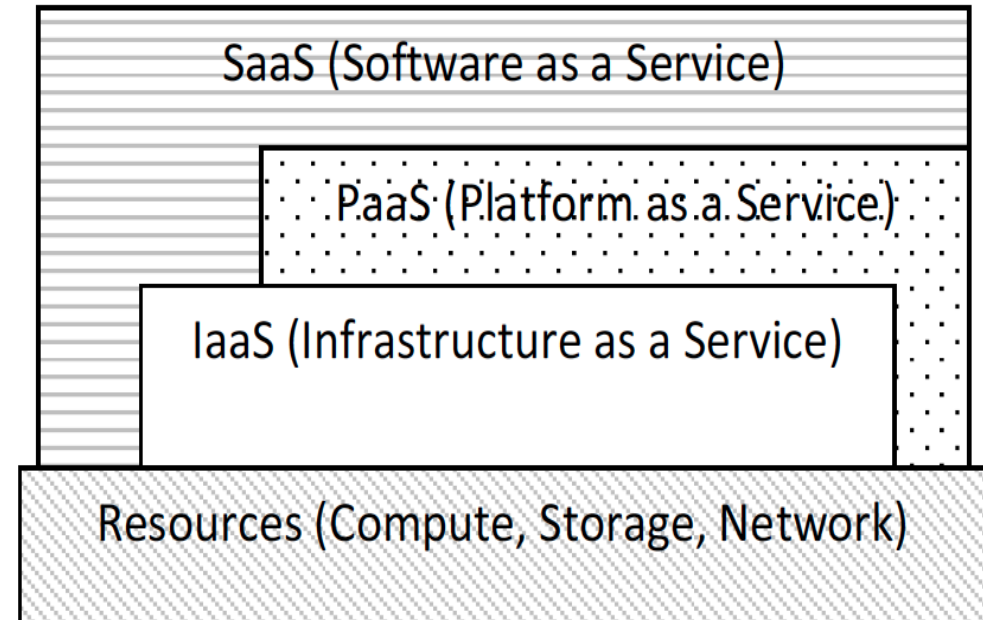 SaaS (Software as a Service)
PaaS (Platform as a Service)
IaaS (Infrastructure as a Service)
Resources (Compute, Storage, Network)